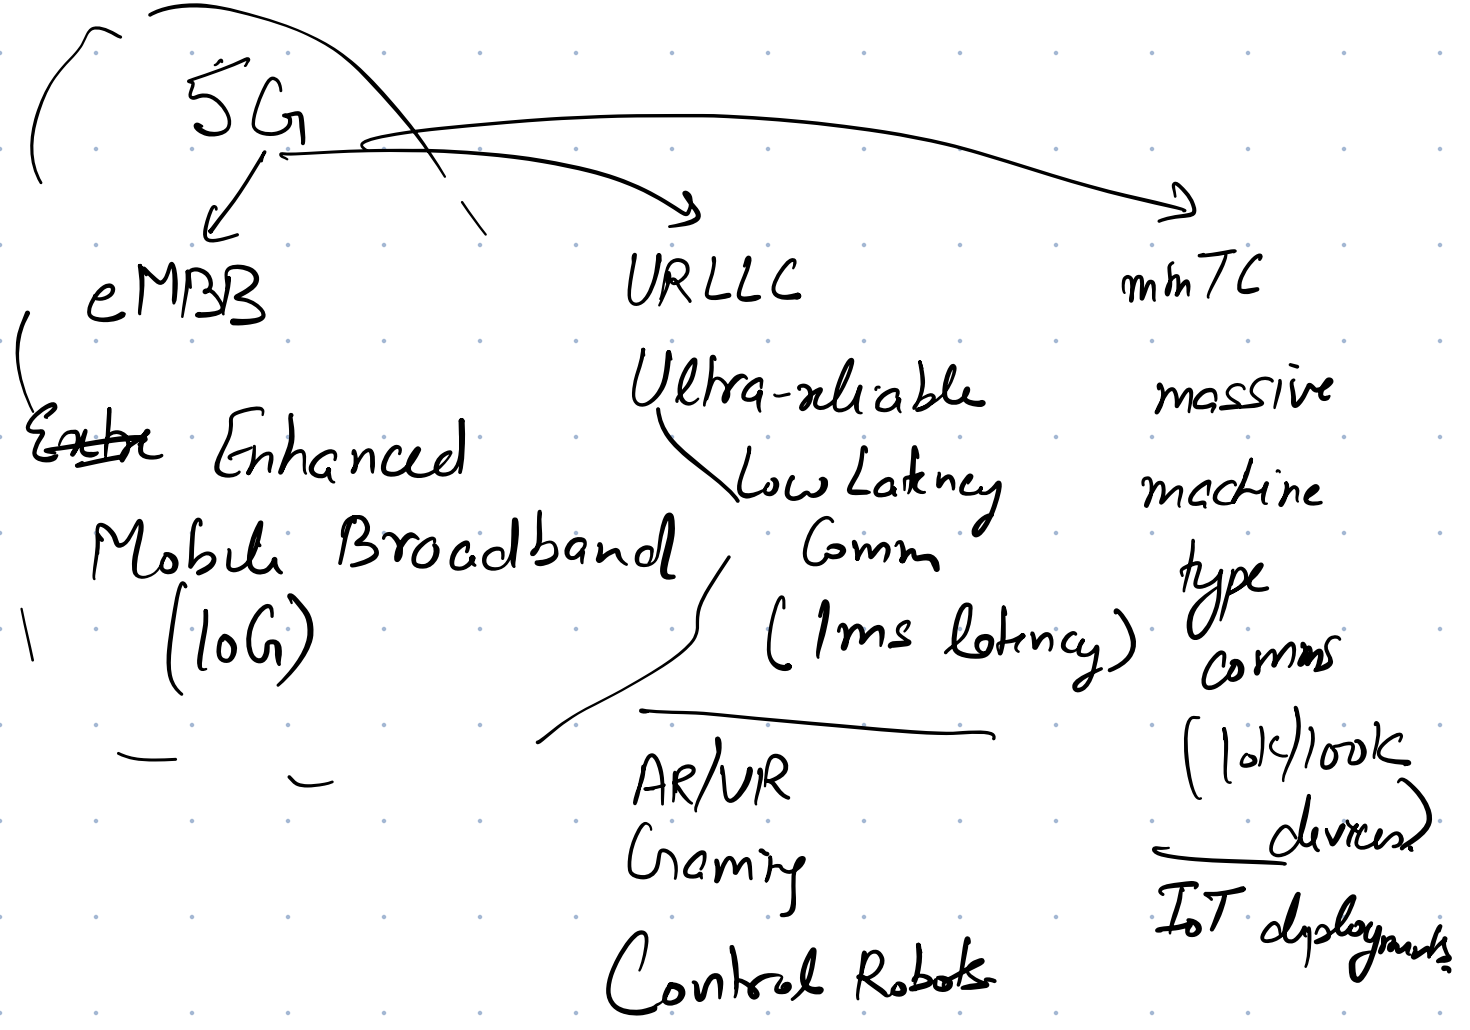 5G
eMBB
Enhanced
Mobile Broadband
(10G)
URLLC
Ultra-reliable
Low Latency
Comm
(1ms latency)
AR/VR
Gaming
Control Robots
mmTC
massive
machine
type
comms
(10k/100k
devices)
IoT deployments